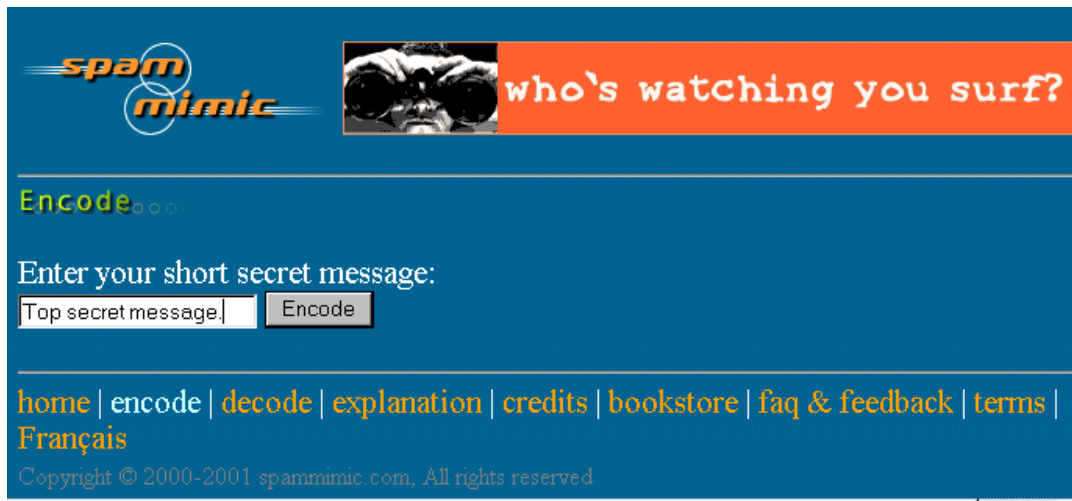 spam
mimic
who's watching you surf?
Encode
Enter your short secret message:
Top secret message. Encode
home | encode | decode | explanation | credits | bookstore | faq & feedback | terms |
Français
Copyright © 2000-2001 spammimic.com, All rights reserved